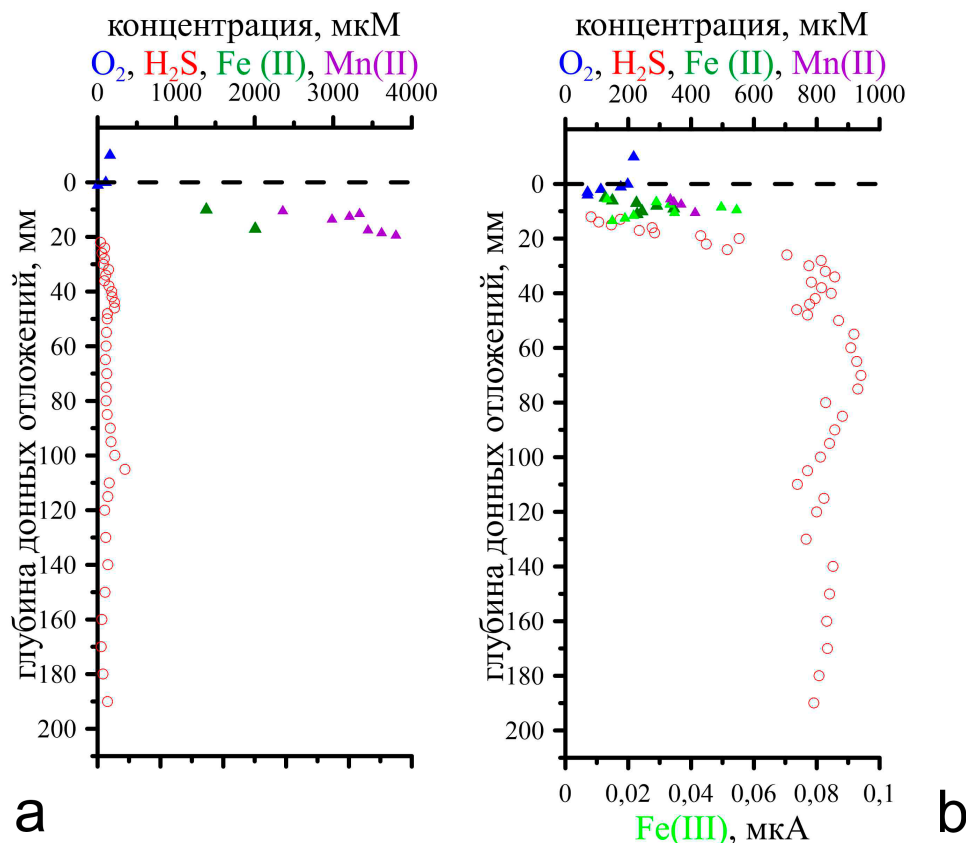 концентрация, мкМ
O₂, H₂S, Fe (II), Mn(II)
0 1000 2000 3000 4000
0
20
40
60
80
100
120
140
160
180
200
глубина донных отложений, мм
a
концентрация, мкМ
O₂, H₂S, Fe (II), Mn(II)
0 200 400 600 800 1000
0
20
40
60
80
100
120
140
160
180
200
глубина донных отложений, мм
0 0,02 0,04 0,06 0,08 0,1
Fe(III), мкА
b